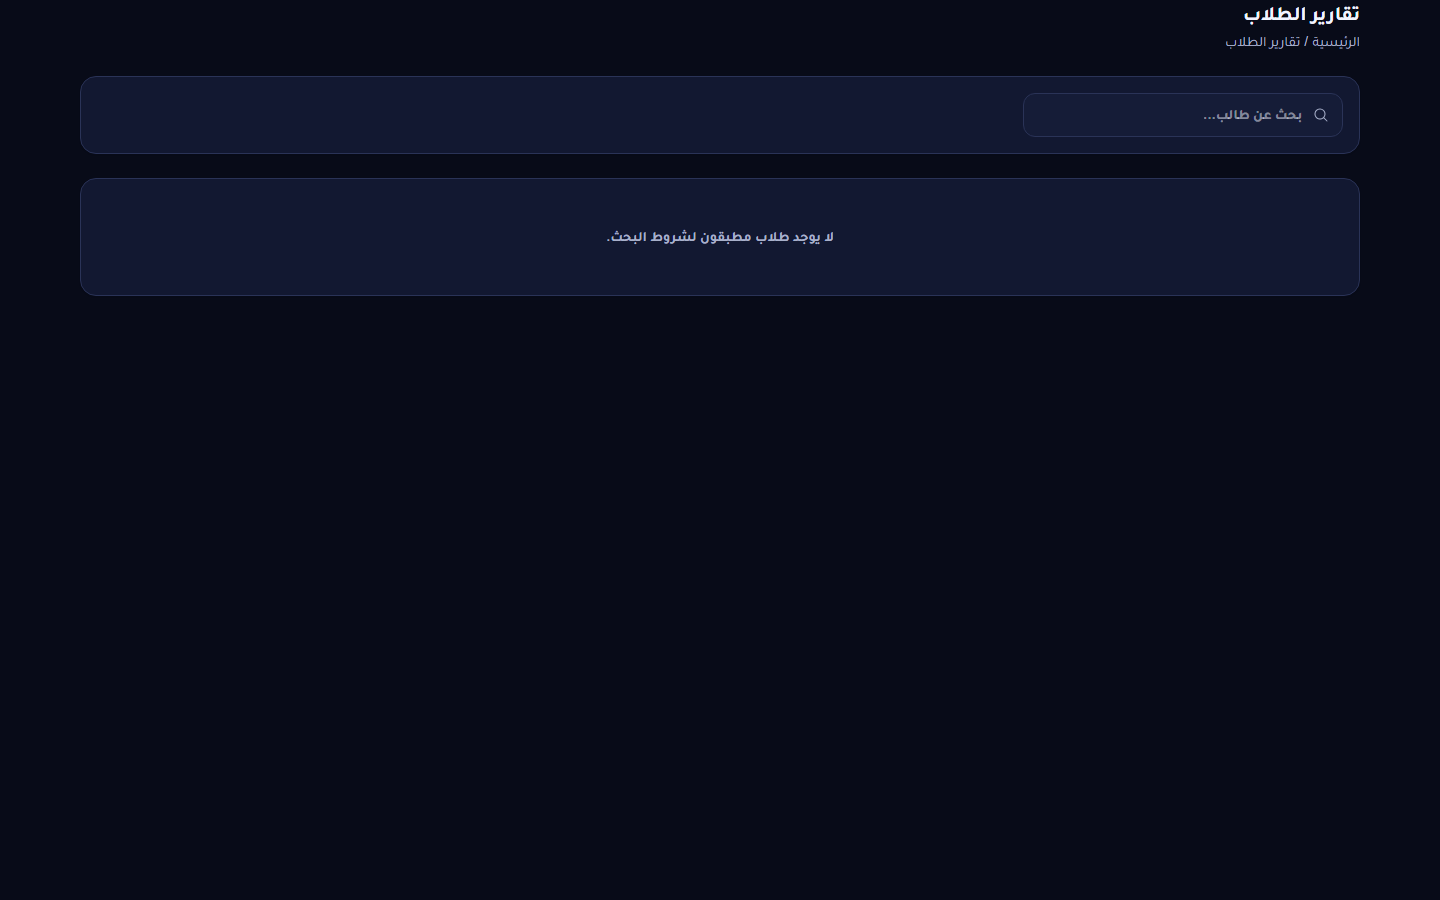 تقارير الطلاب
الرئيسية / تقارير الطلاب
بحث عن طالب...
لا يوجد طلاب مطبقون لشروط البحث.